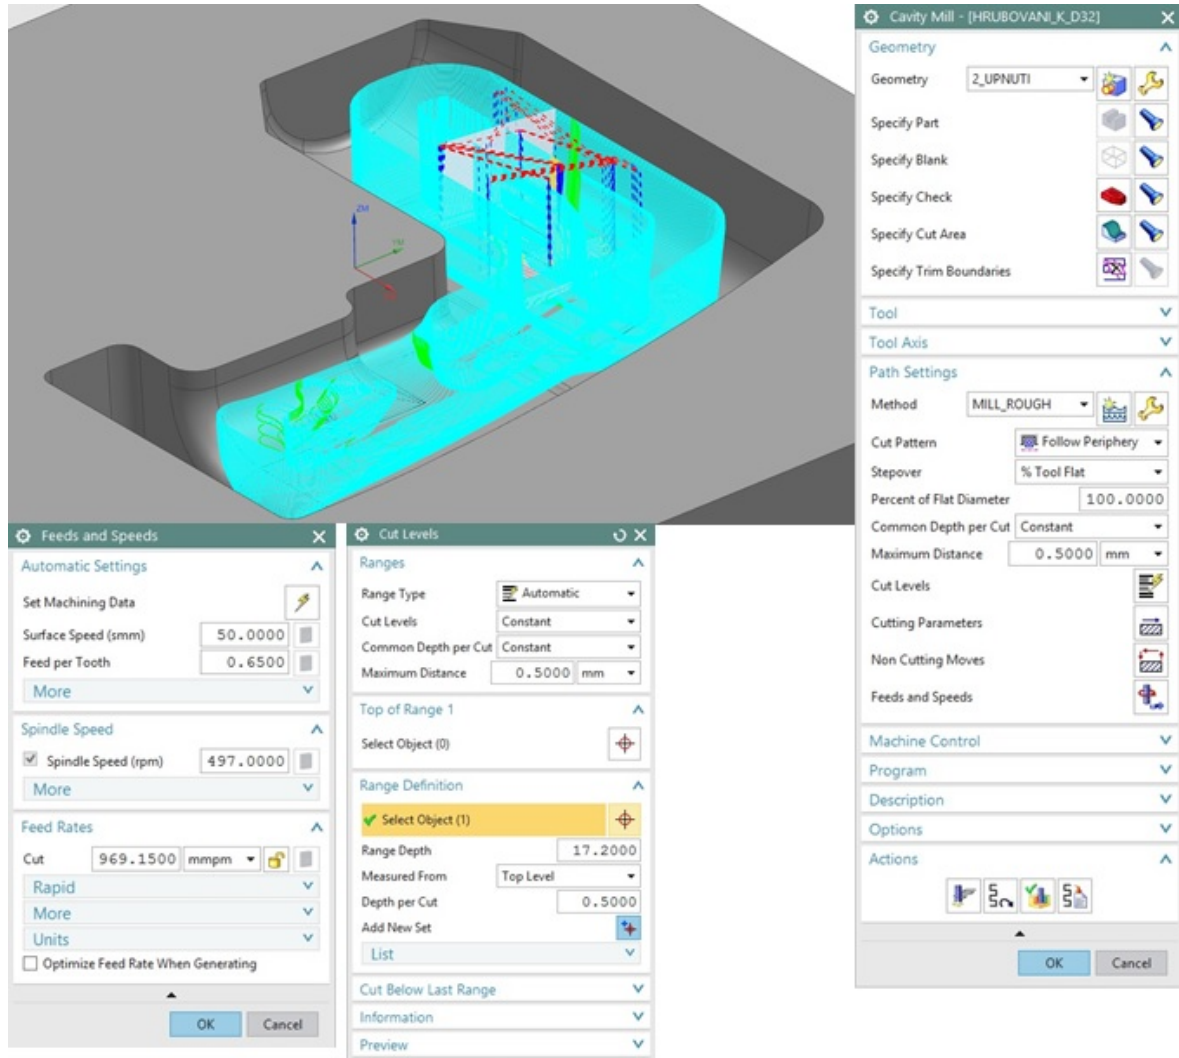 ZM
YM
Cavity Mill - [HRUBOVANI_K_D32]
Geometry
Geometry 2_UPNUTI
Specify Part
Specify Blank
Specify Check
Specify Cut Area
Specify Trim Boundaries
Tool
Tool Axis
Path Settings
Method MILL_ROUGH
Cut Pattern Follow Periphery
Stepover % Tool Flat
Percent of Flat Diameter 100.0000
Common Depth per Cut Constant
Maximum Distance 0.5000 mm
Cut Levels
Cutting Parameters
Non Cutting Moves
Feeds and Speeds
Machine Control
Program
Description
Options
Actions
OK Cancel
Feeds and Speeds
Automatic Settings
Set Machining Data
Surface Speed (smm) 50.0000
Feed per Tooth 0.6500
More
Spindle Speed
Spindle Speed (rpm) 497.0000
More
Feed Rates
Cut 969.1500 mmpm
Rapid
More
Units
Optimize Feed Rate When Generating
OK Cancel
Cut Levels
Ranges
Range Type Automatic
Cut Levels Constant
Common Depth per Cut Constant
Maximum Distance 0.5000 mm
Top of Range 1
Select Object (0)
Range Definition
Select Object (1)
Range Depth 17.2000
Measured From Top Level
Depth per Cut 0.5000
Add New Set
List
Cut Below Last Range
Information
Preview